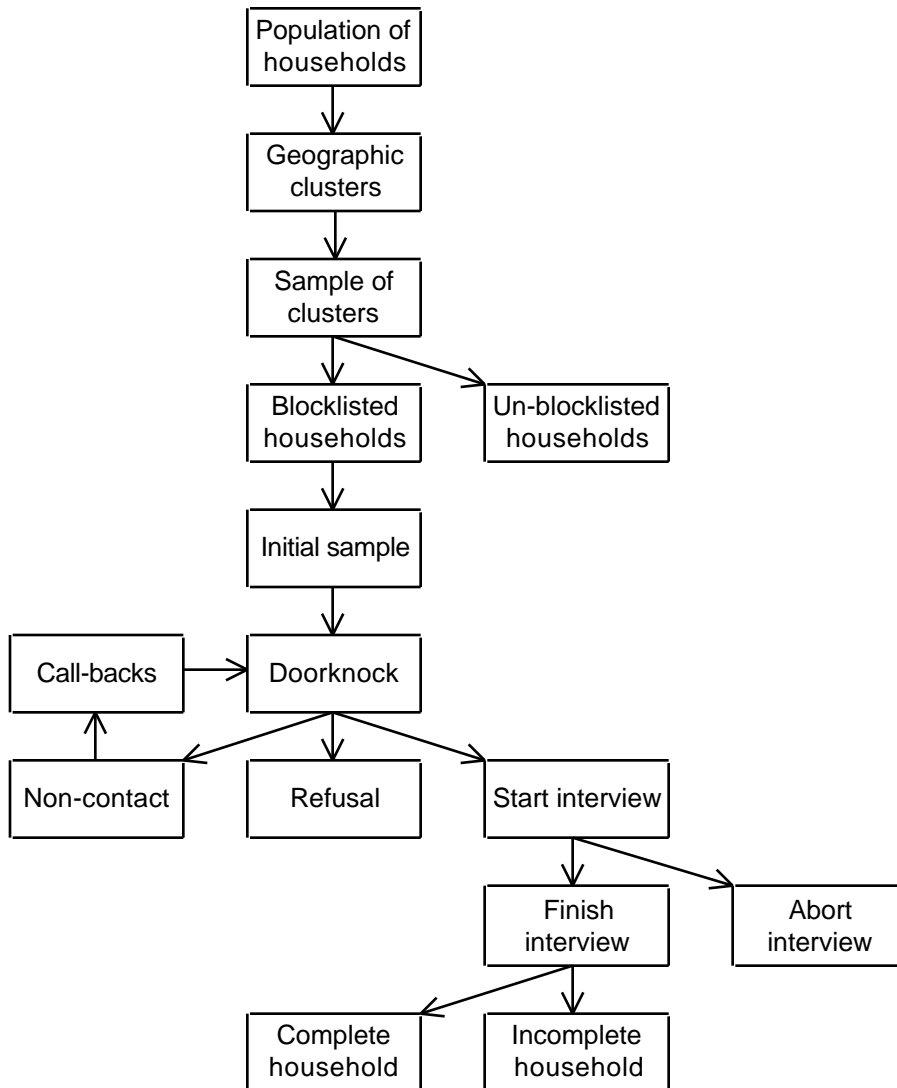 Population of
households
Geographic
clusters
Sample of
clusters
Blocklisted
households
Un-blocklisted
households
Initial sample
Call-backs
Doorknock
Non-contact
Refusal
Start interview
Finish
interview
Abort
interview
Complete
household
Incomplete
household